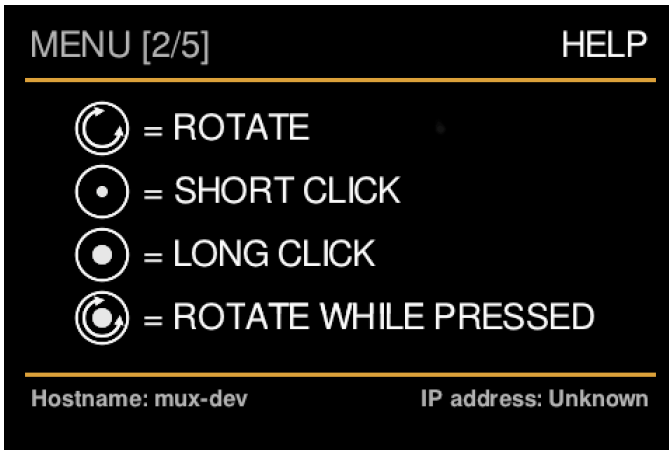 MENU [2/5] HELP
= ROTATE
= SHORT CLICK
= LONG CLICK
= ROTATE WHILE PRESSED
Hostname: mux-dev IP address: Unknown